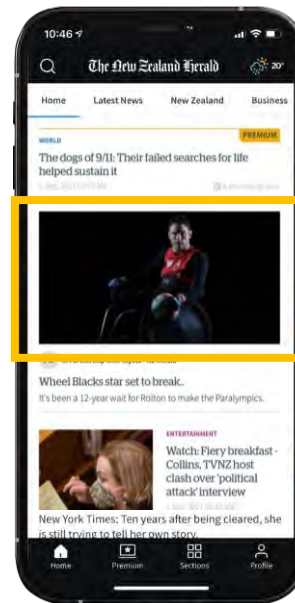 10:46
The New Zealand Herald
20°
Home Latest News New Zealand Business
WORLD
PREMIUM
The dogs of 9/11: Their failed searches for life
helped sustain it
Wheel Blacks star set to break..
It's been a 12-year wait for Rolton to make the Paralympics.
ENTERTAINMENT
Watch: Fiery breakfast -
Collins, TVNZ host
clash over 'political
attack' interview
New York Times: Ten years after being cleared, she
is still trying to tell her own story.
Home Premium Sections Profile